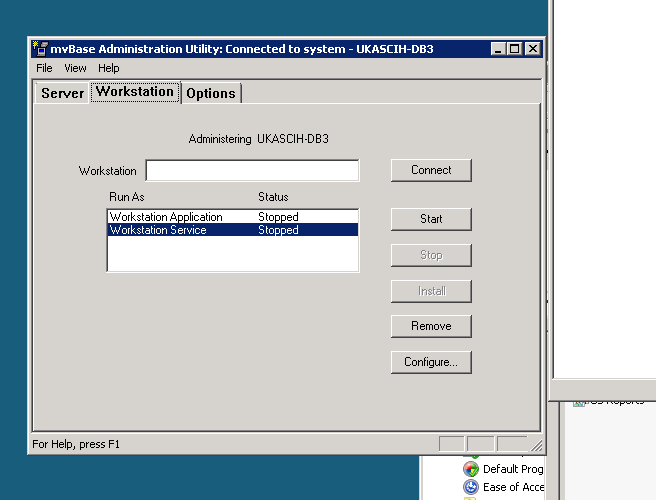 mvBase Administration Utility: Connected to system - UKASCIH-DB3
File View Help
Server Workstation Options
Administering UKASCIH-DB3
Workstation Connect
Run As Status
Workstation Application Stopped Start
Workstation Service Stopped
Stop
Install
Remove
Configure...
For Help, press F1
Reports
Default Prog
Ease of Acce